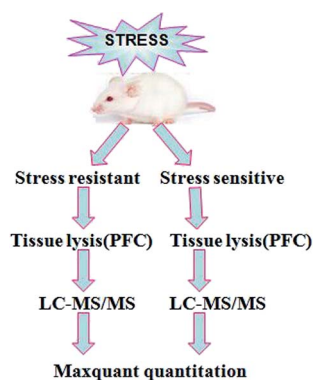 STRESS
Stress resistant Stress sensitive
Tissue lysis(PFC) Tissue lysis(PFC)
LC-MS/MS LC-MS/MS
Maxquant quantitation